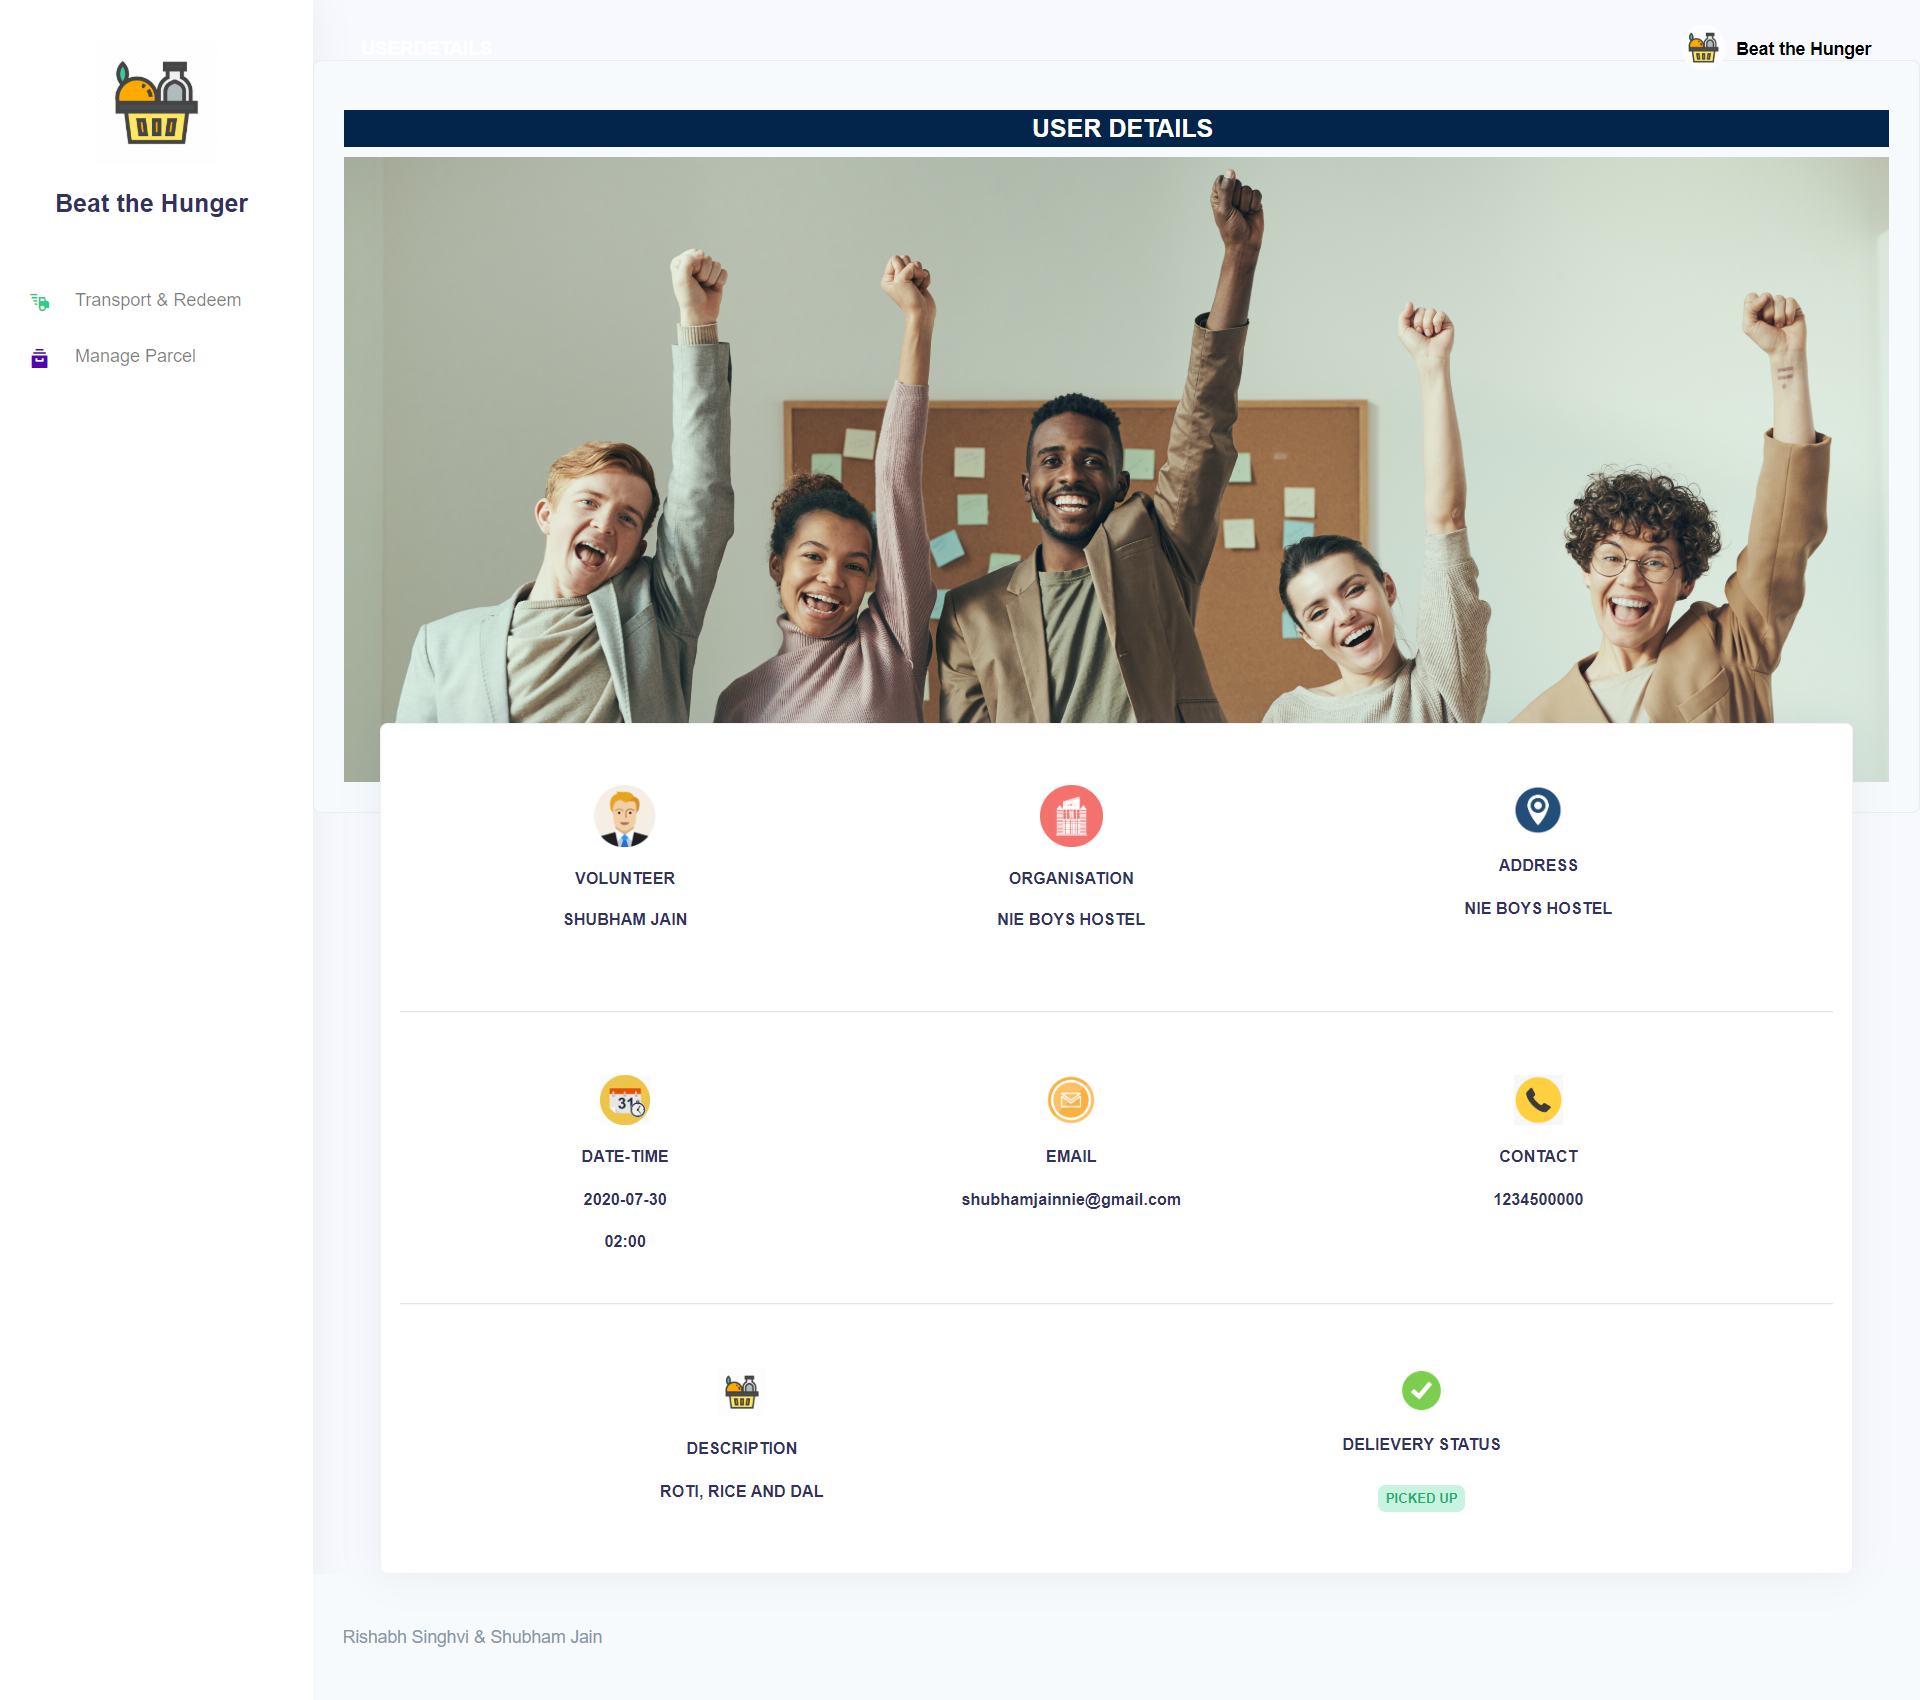 USERDETAILS
Beat the Hunger
Beat the Hunger
Transport & Redeem
Manage Parcel
USER DETAILS
VOLUNTEER
SHUBHAM JAIN
ORGANISATION
NIE BOYS HOSTEL
ADDRESS
NIE BOYS HOSTEL
31
DATE-TIME
2020-07-30
02:00
EMAIL
shubhamjainnie@gmail.com
CONTACT
1234500000
DESCRIPTION
ROTI, RICE AND DAL
DELIEVERY STATUS
PICKED UP
Rishabh Singhvi & Shubham Jain